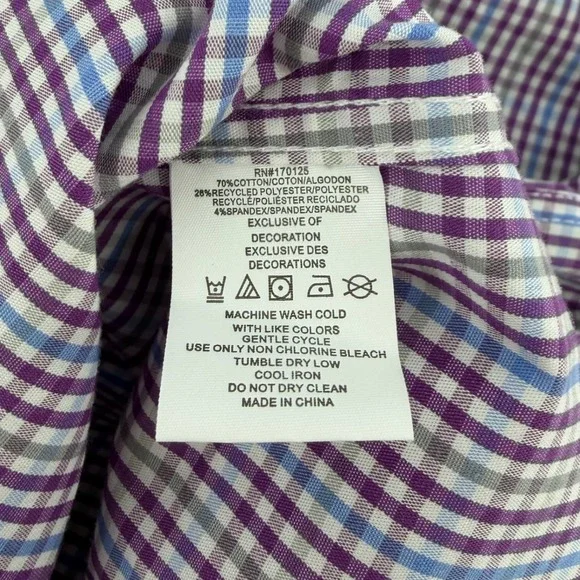 RN#170125
70%COTTON/COTON/ALGODON
26%RECYCLED POLYESTER/POLYESTER
RECYCLÉ/POLIÉSTER RECICLADO
4%SPANDEX/SPANDEX/SPANDEX
EXCLUSIVE OF
DECORATION
EXCLUSIVE DES
DECORATIONS
MACHINE WASH COLD
WITH LIKE COLORS
GENTLE CYCLE
USE ONLY NON CHLORINE BLEACH
TUMBLE DRY LOW
COOL IRON
DO NOT DRY CLEAN
MADE IN CHINA